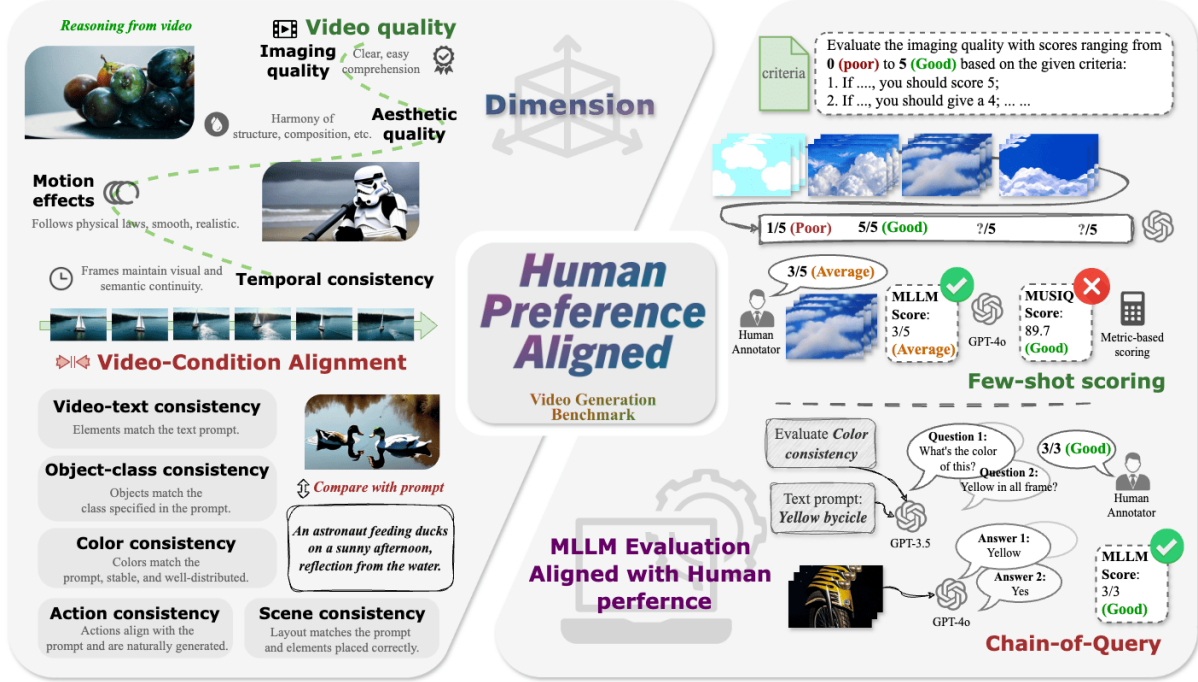 Reasoning from video
Video quality
Imaging
quality
Clear, easy
comprehension
Harmony of
structure, composition, etc.
Aesthetic
quality
Motion
effects
Follows physical laws, smooth, realistic.
Frames maintain visual and
semantic continuity.
Temporal consistency
Video-Condition Alignment
Video-text consistency
Elements match the text prompt.
Object-class consistency
Objects match the
class specified in the prompt.
Color consistency
Colors match the
prompt, stable, and well-distributed.
Action consistency
Actions align with the
prompt and are naturally generated.
Scene consistency
Layout matches the prompt
and elements placed correctly.
Compare with prompt
An astronaut feeding ducks
on a sunny afternoon,
reflection from the water.
Dimension
Human
Preference
Aligned
Video Generation
Benchmark
criteria
Evaluate the imaging quality with scores ranging from
0 (poor) to 5 (Good) based on the given criteria:
1. If ...., you should score 5;
2. If ..., you should give a 4; ... ...
1/5 (Poor) 5/5 (Good) ?/5 ?/5
3/5 (Average)
Human
Annotator
MLLM
Score:
3/5
(Average)
GPT-4o
MUSIQ
Score:
89.7
(Good)
Metric-based
scoring
Few-shot scoring
Evaluate Color
consistency
Text prompt:
Yellow bycicle
GPT-3.5
Question 1:
What's the color
of this?
Question 2:
Yellow in all frame?
3/3 (Good)
Human
Annotator
GPT-4o
Answer 1:
Yellow
Answer 2:
Yes
MLLM
Score:
3/3
(Good)
Chain-of-Query
MLLM Evaluation
Aligned with Human
perfernce